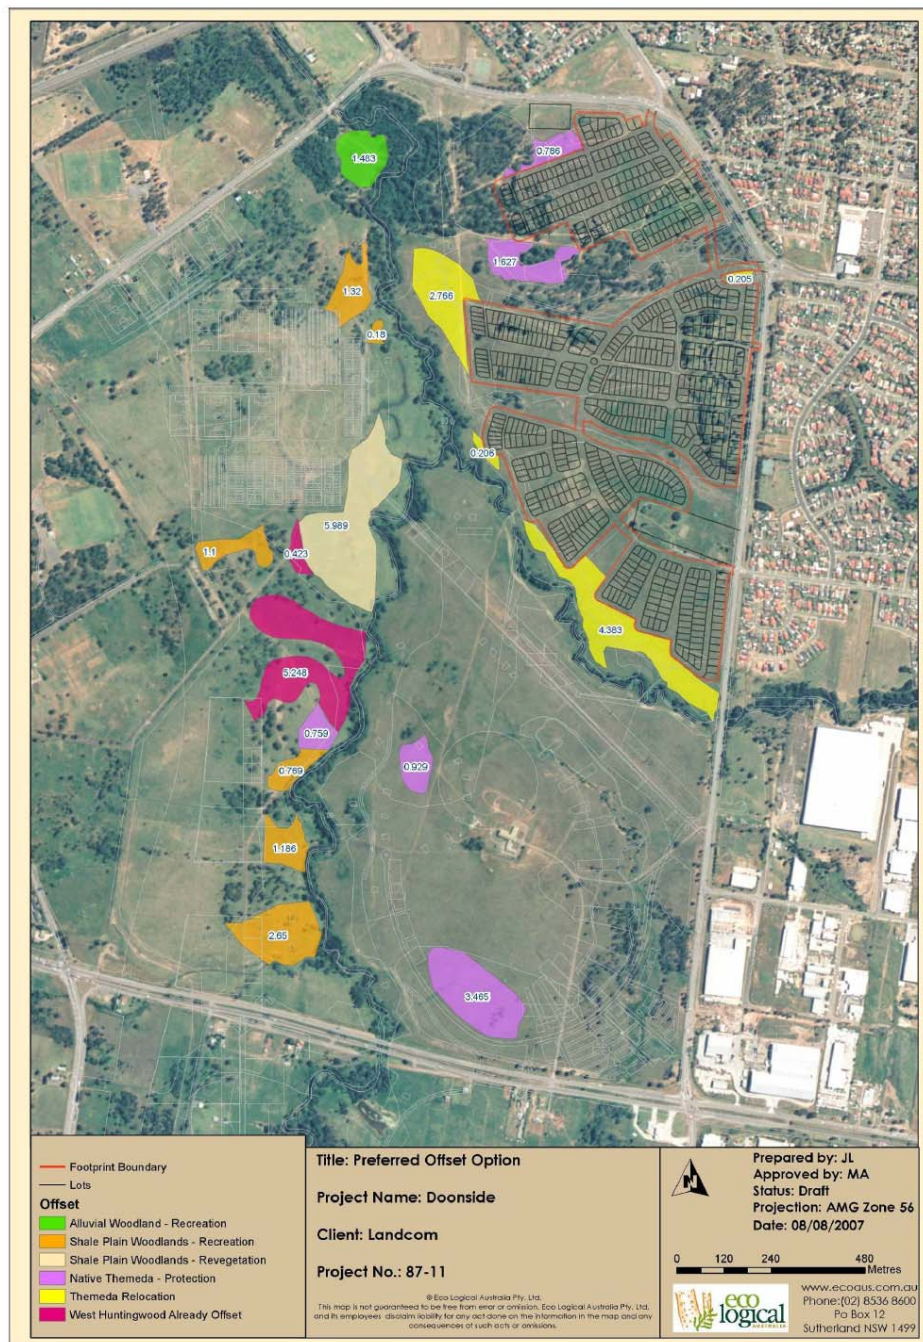 1.483
0.786
1.627
0.205
1.32
2.766
0.18
0.206
5.989
1.1
0.423
4.383
5.248
0.759
0.929
0.769
1.186
2.65
3.465
Footprint Boundary
Lots
Offset
Alluvial Woodland - Recreation
Shale Plain Woodlands - Recreation
Shale Plain Woodlands - Revegetation
Native Themeda - Protection
Themeda Relocation
West Huntingwood Already Offset
Title: Preferred Offset Option
Project Name: Doonside
Client: Landcom
Project No.: 87-11
© Eco Logical Australia Pty. Ltd.
This map is not guaranteed to be free from error or omission. Eco Logical Australia Pty. Ltd.
and its employees disclaim liability for any act done on the information in the map and any
consequences of such acts or omissions.
N
Prepared by: JL
Approved by: MA
Status: Draft
Projection: AMG Zone 56
Date: 08/08/2007
0 120 240 480
Metres
eco
logical
AUSTRALIA
www.ecoaus.com.au
Phone:(02) 8536 8600
Po Box 12
Sutherland NSW 1499